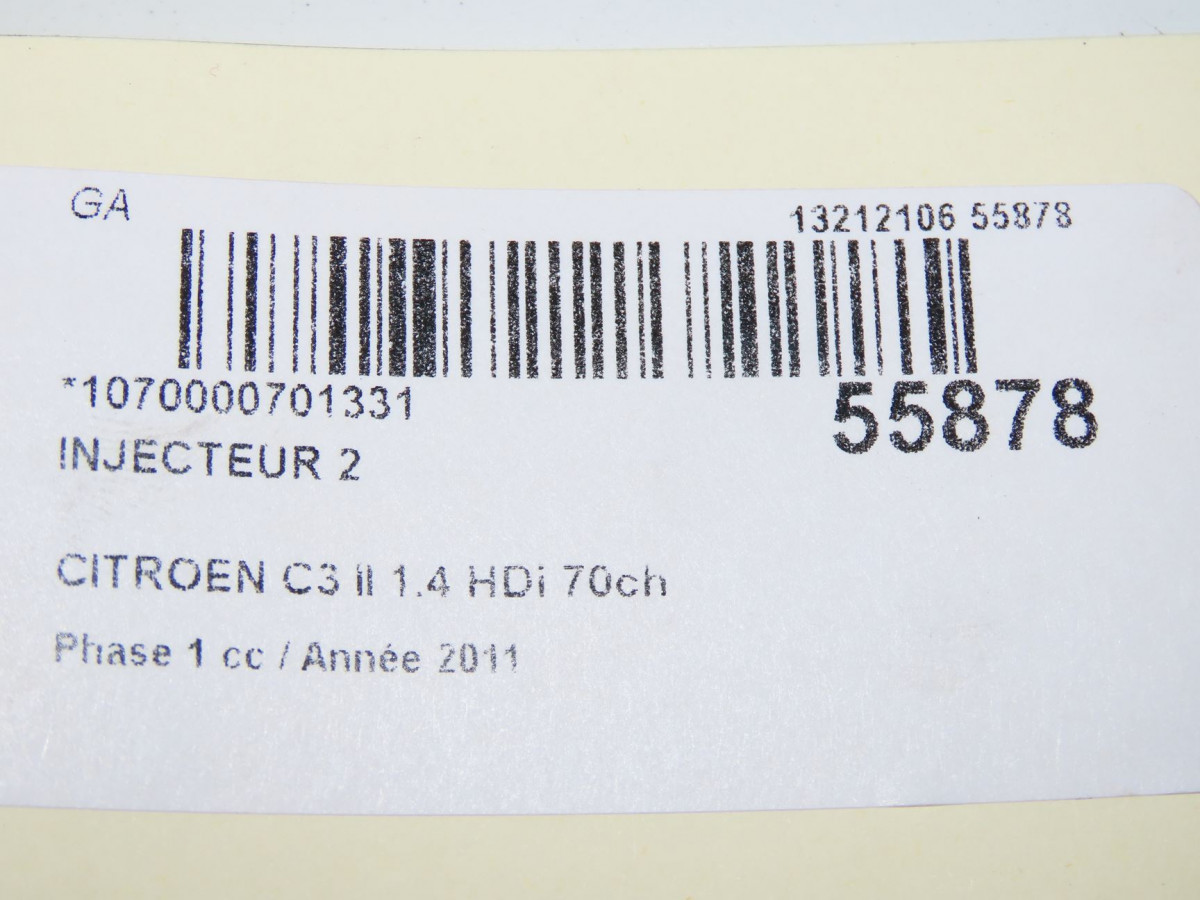 GA
13212106 55878
*1070000701331
55878
INJECTEUR 2
CITROEN C3 II 1.4 HDi 70ch
Phase 1 cc / Année 2011